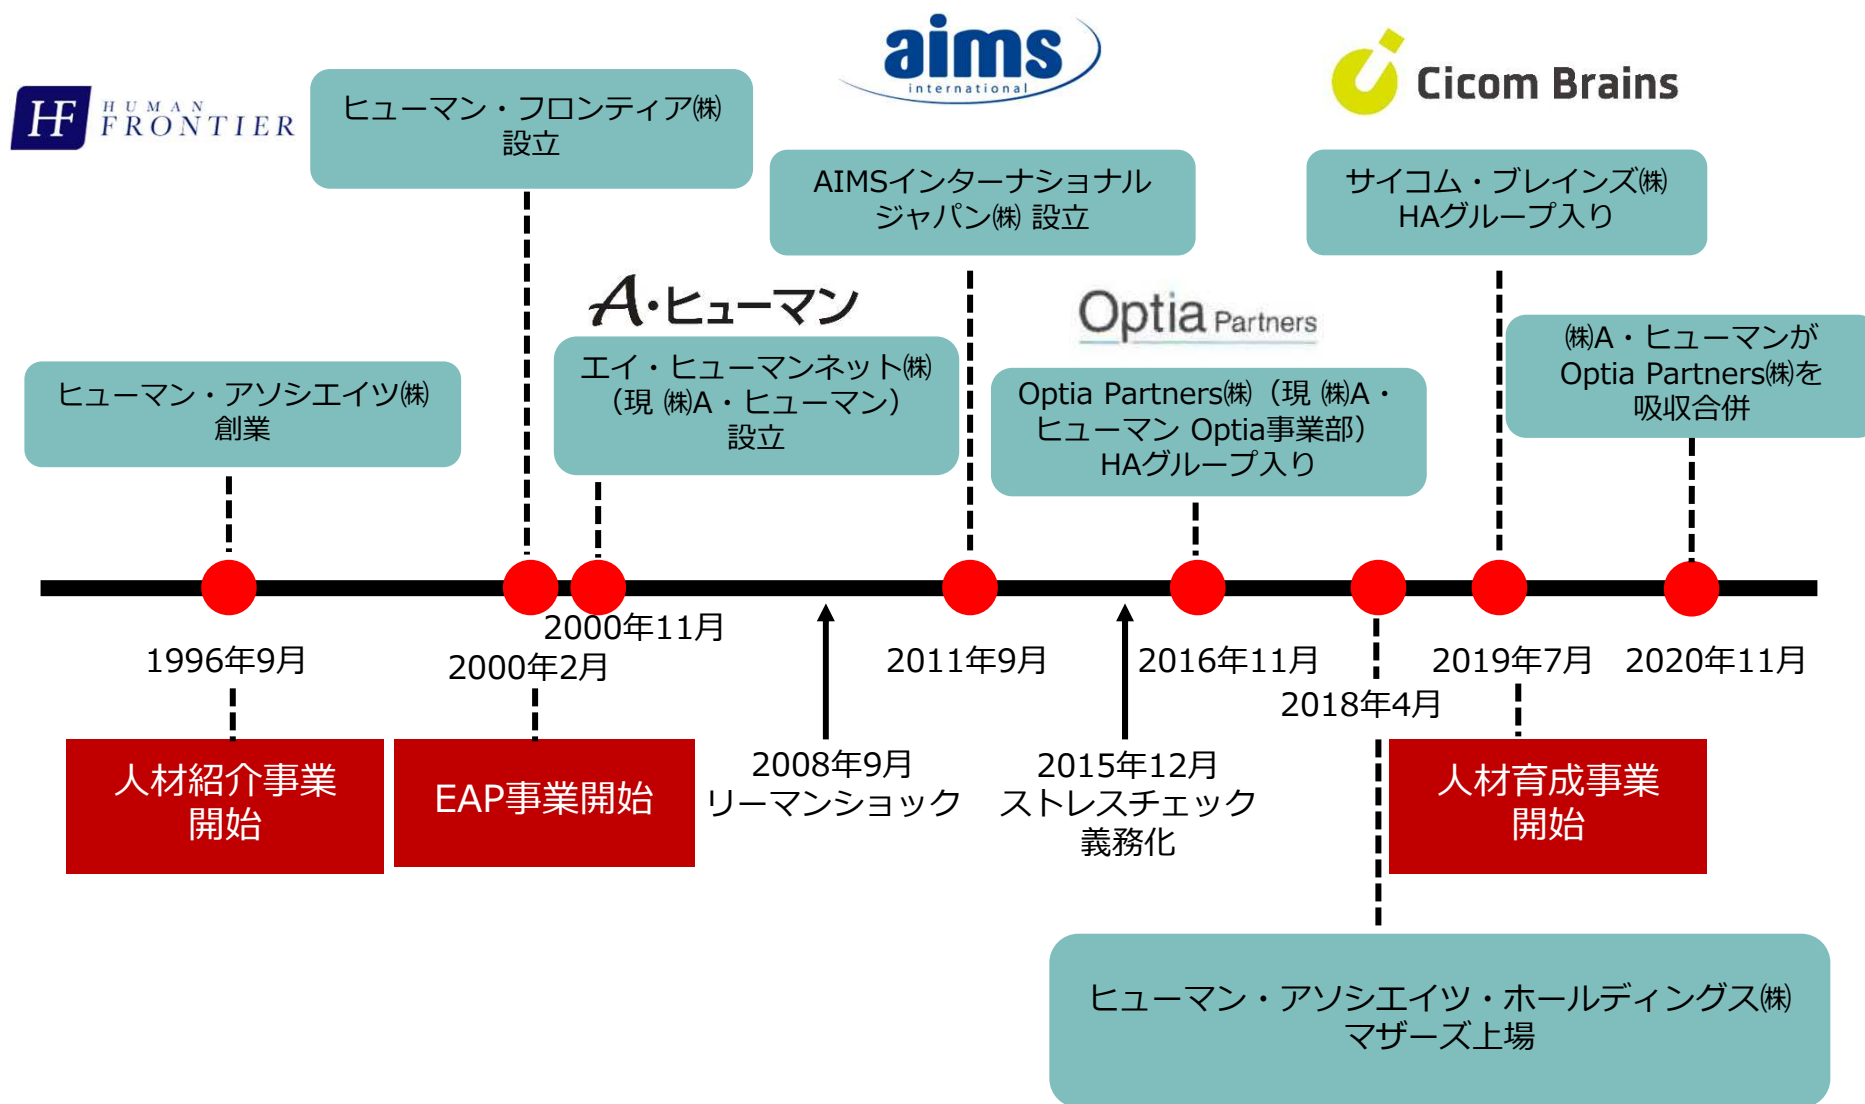 HF
HUMAN
FRONTIER
ヒューマン・フロンティア㈱
設立
aims
international
Cicom Brains
AIMSインターナショナル
ジャパン㈱ 設立
サイコム・ブレインズ㈱
HAグループ入り
A・ヒューマン
Optia Partners
ヒューマン・アソシエイツ㈱
創業
エイ・ヒューマンネット㈱
（現 ㈱A・ヒューマン）
設立
Optia Partners㈱（現 ㈱A・
ヒューマン Optia事業部）
HAグループ入り
㈱A・ヒューマンが
Optia Partners㈱を
吸収合併
1996年9月
2000年2月
2000年11月
2011年9月
2016年11月
2018年4月
2019年7月
2020年11月
人材紹介事業
開始
EAP事業開始
2008年9月
リーマンショック
2015年12月
ストレスチェック
義務化
人材育成事業
開始
ヒューマン・アソシエイツ・ホールディングス㈱
マザーズ上場